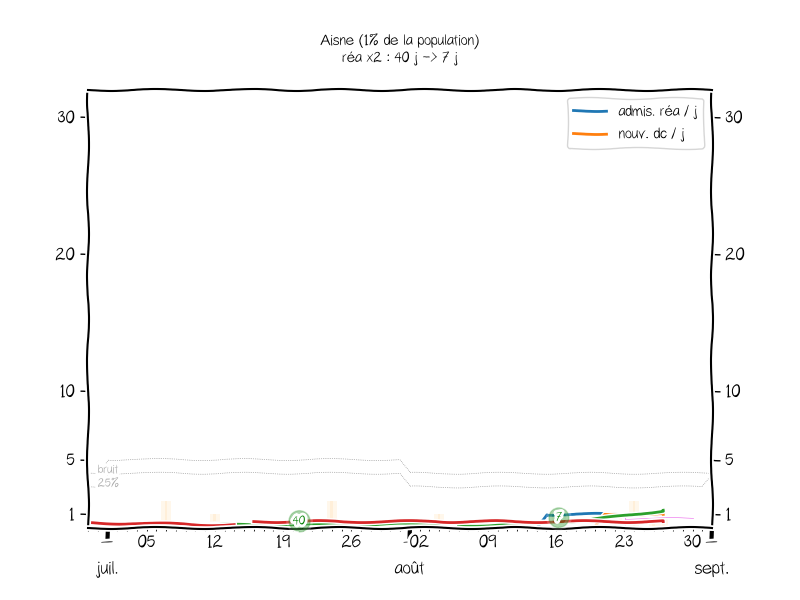 Aisne (1% de la population)
réa x2 : 40 j -> 7 j
admis. réa / j
nouv. dc / j
30
30
20
20
10
10
5
5
bruit
25%
1
1
40
7
05
12
19
26
02
09
16
23
30
juil.
août
sept.